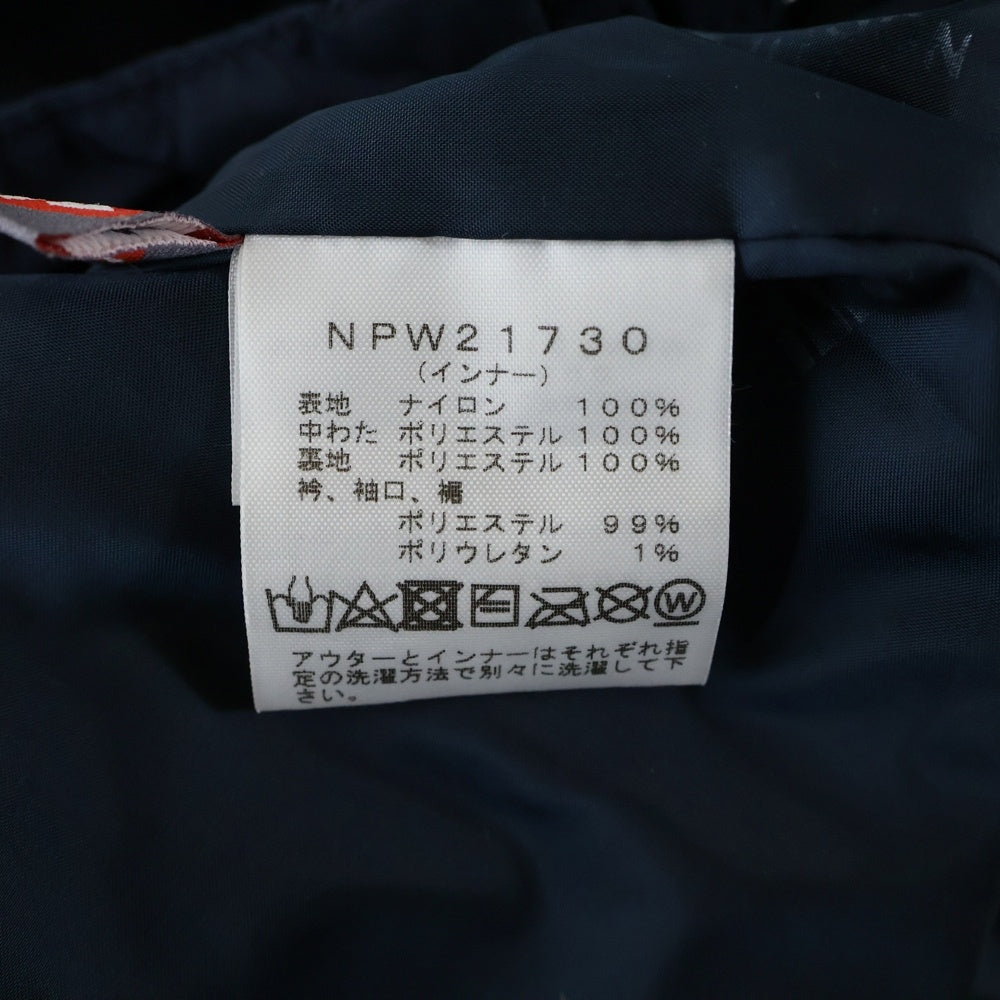 NPW21730
(インナー)
表地 ナイロン 100%
中わた ポリエステル 100%
裏地 ポリエステル 100%
衿、袖口、裾
ポリエステル 99%
ポリウレタン 1%
W
アウターとインナーはそれぞれ指
定の洗濯方法で別々に洗濯して下
さい。